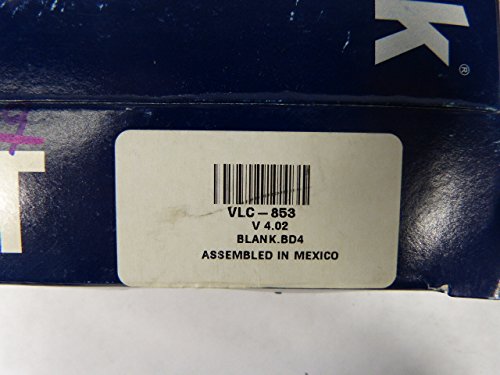 k®
T
VLC-853
V 4.02
BLANK.BD4
ASSEMBLED IN MEXICO